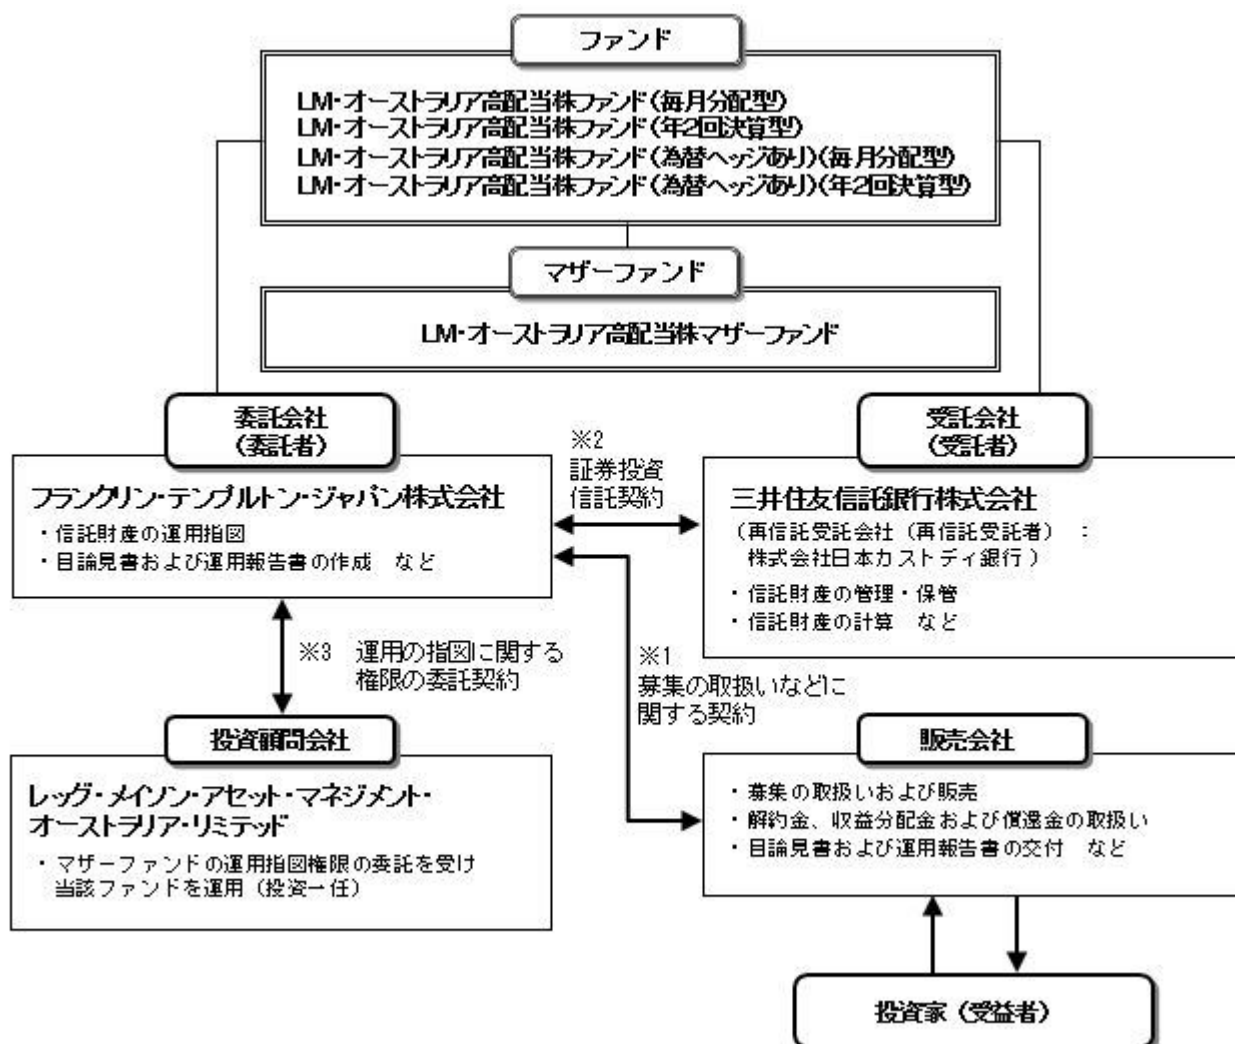 ファンド
LM・オーストラリア高配当株ファンド(毎月分配型)
LM・オーストラリア高配当株ファンド(年2回決算型)
LM・オーストラリア高配当株ファンド(為替ヘッジあり)(毎月分配型)
LM・オーストラリア高配当株ファンド(為替ヘッジあり)(年2回決算型)
マザーファンド
LM・オーストラリア高配当株マザーファンド
委託会社
(委託者)
フランクリン・テンプルトン・ジャパン株式会社
・信託財産の運用指図
・目論見書および運用報告書の作成　など
※2
証券投資
信託契約
受託会社
(受託者)
三井住友信託銀行株式会社
（再信託受託会社（再信託受託者）　：
株式会社日本カストディ銀行）
・信託財産の管理・保管
・信託財産の計算　など
※3　運用の指図に関する
権限の委託契約
※1
募集の取扱いなどに
関する契約
投資顧問会社
レッグ・メイソン・アセット・マネジメント・
オーストラリア・リミテッド
・マザーファンドの運用指図権限の委託を受け
当該ファンドを運用（投資一任）
販売会社
・募集の取扱いおよび販売
・解約金、収益分配金および償還金の取扱い
・目論見書および運用報告書の交付　など
投資家（受益者）